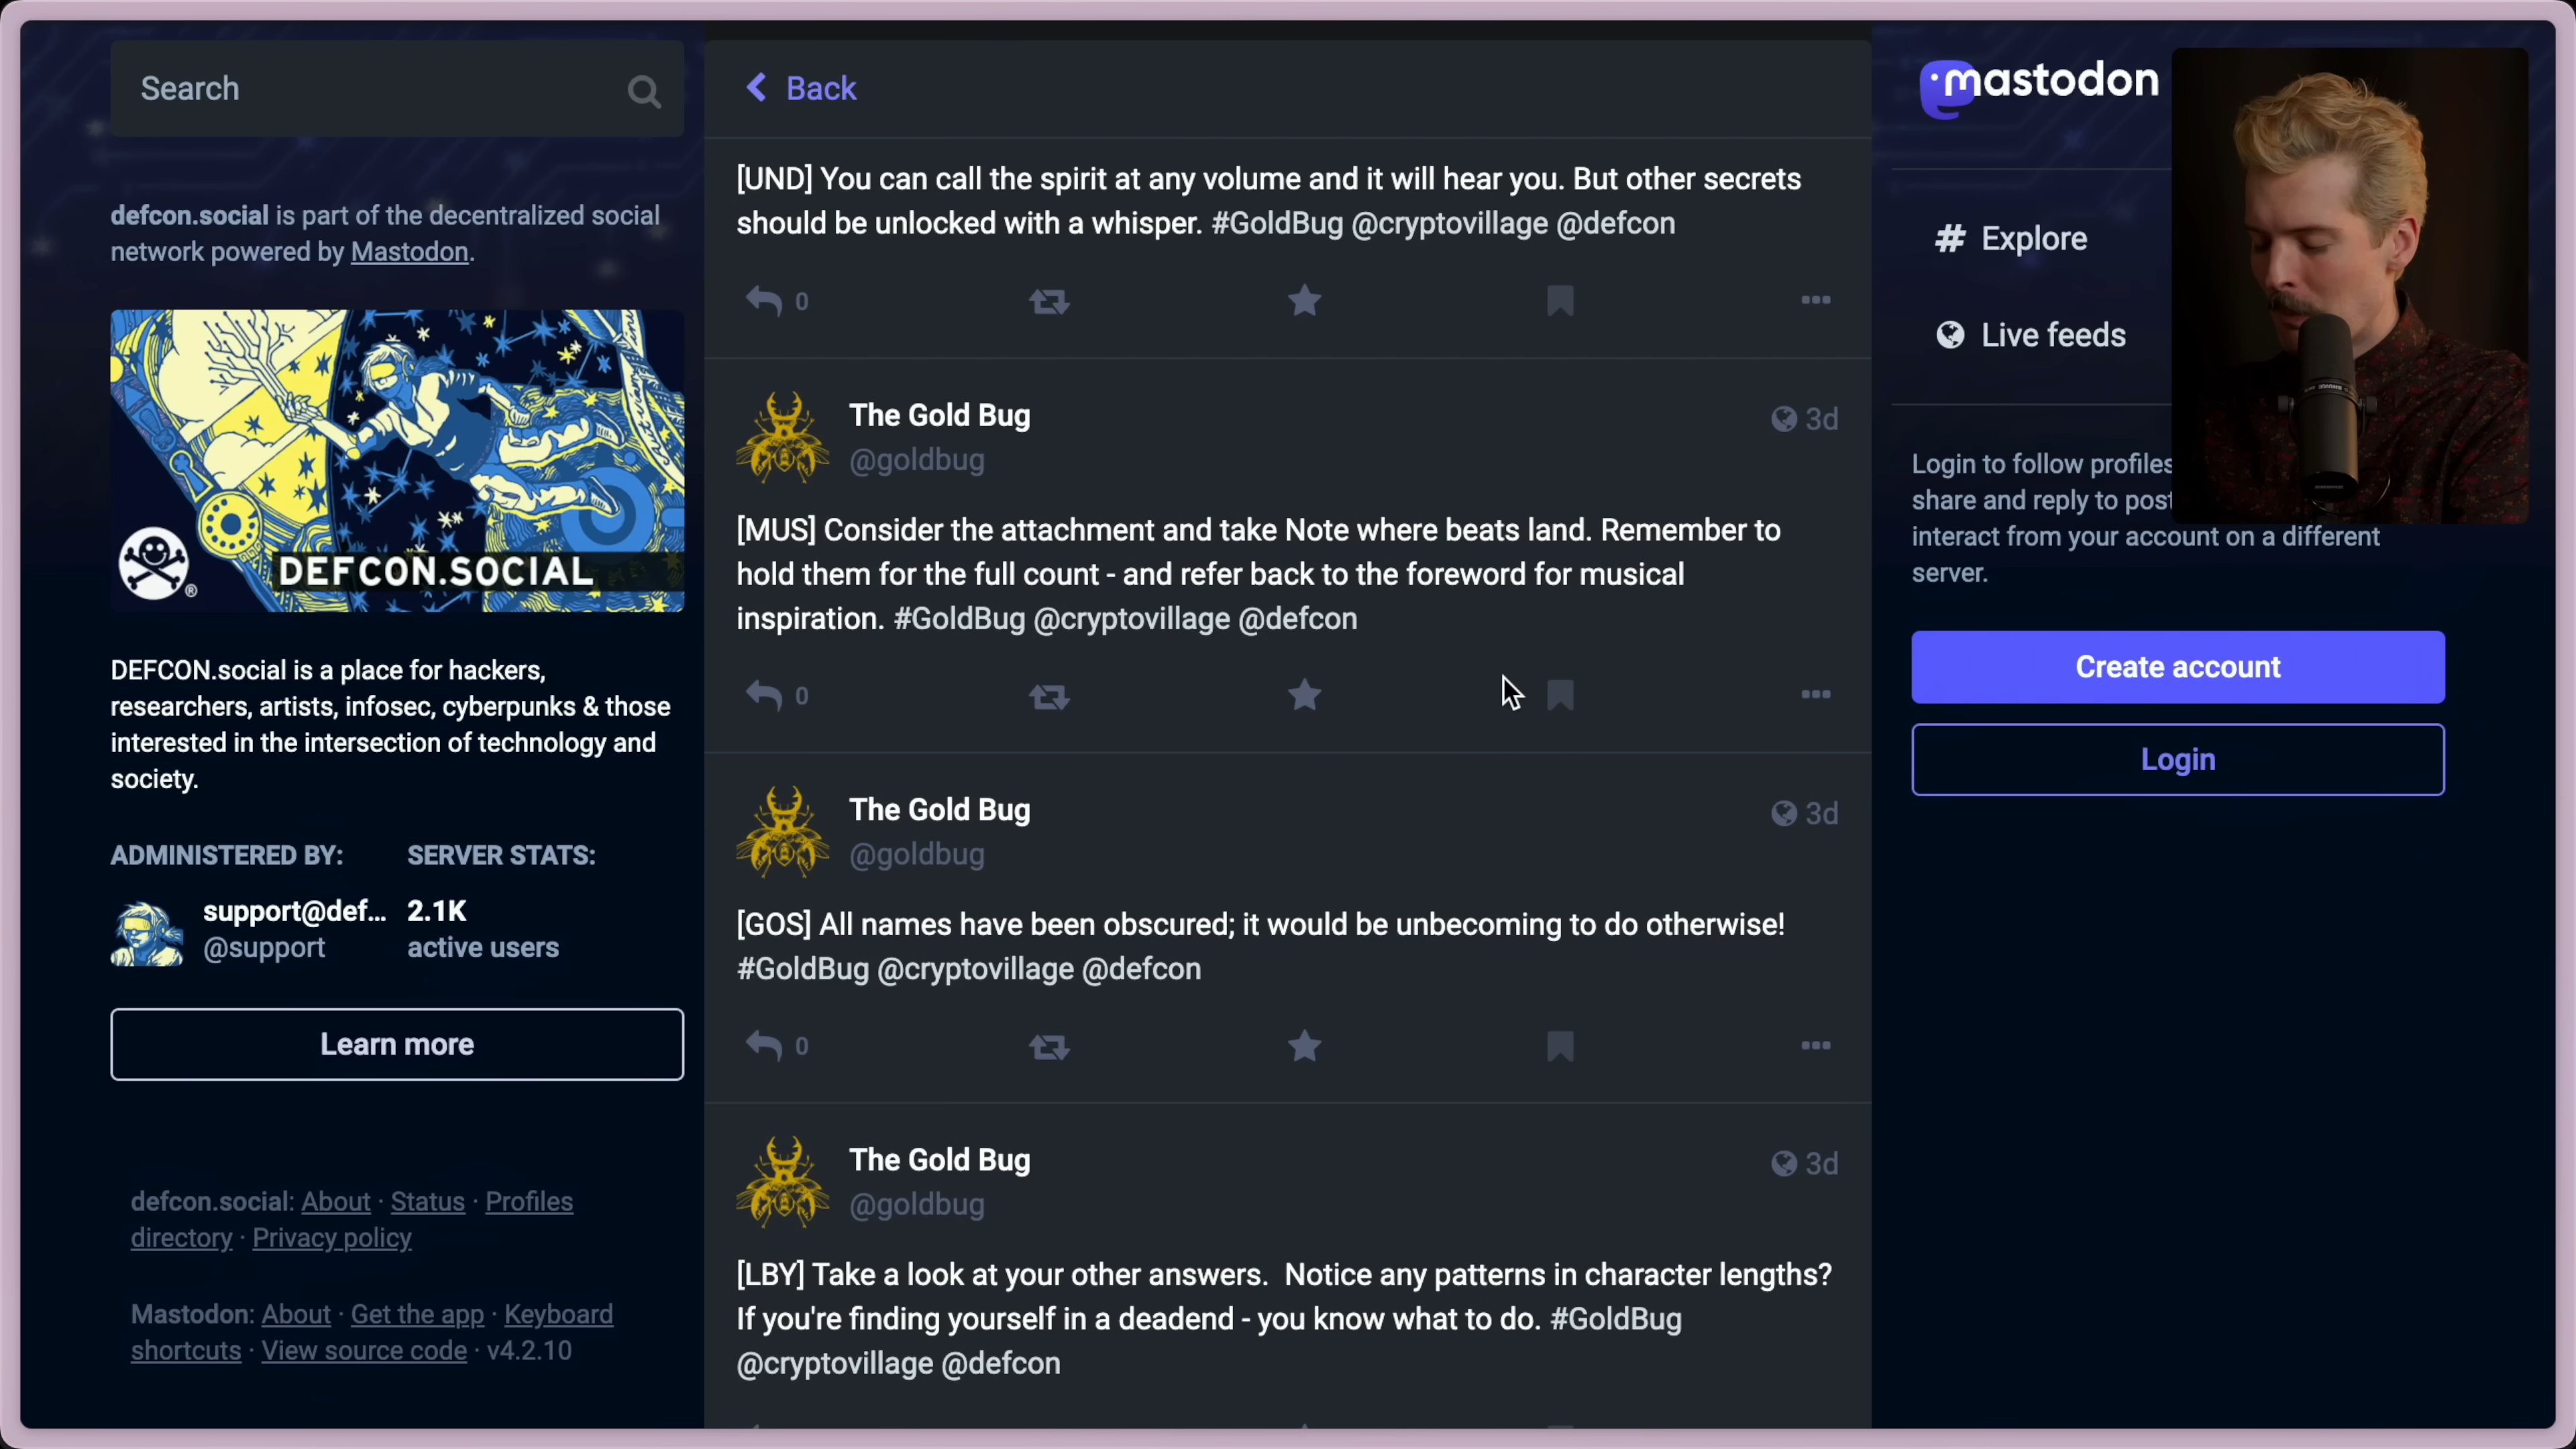 Search
defcon.social is part of the decentralized social
network powered by Mastodon.
DEFCON.SOCIAL
®
DEFCON.social is a place for hackers,
researchers, artists, infosec, cyberpunks & those
interested in the intersection of technology and
society.
ADMINISTERED BY:
support@def...
@support
SERVER STATS:
2.1K
active users
Learn more
defcon.social: About · Status · Profiles
directory · Privacy policy
Mastodon: About · Get the app · Keyboard
shortcuts · View source code · v4.2.10
Back
[UND] You can call the spirit at any volume and it will hear you. But other secrets
should be unlocked with a whisper. #GoldBug @cryptovillage @defcon
0
The Gold Bug
3d
@goldbug
[MUS] Consider the attachment and take Note where beats land. Remember to
hold them for the full count - and refer back to the foreword for musical
inspiration. #GoldBug @cryptovillage @defcon
0
The Gold Bug
3d
@goldbug
[GOS] All names have been obscured; it would be unbecoming to do otherwise!
#GoldBug @cryptovillage @defcon
0
The Gold Bug
3d
@goldbug
[LBY] Take a look at your other answers.  Notice any patterns in character lengths?
If you're finding yourself in a deadend - you know what to do. #GoldBug
@cryptovillage @defcon
mastodon
# Explore
Live feeds
Login to follow profiles
share and reply to post
interact from your account on a different
server.
Create account
Login